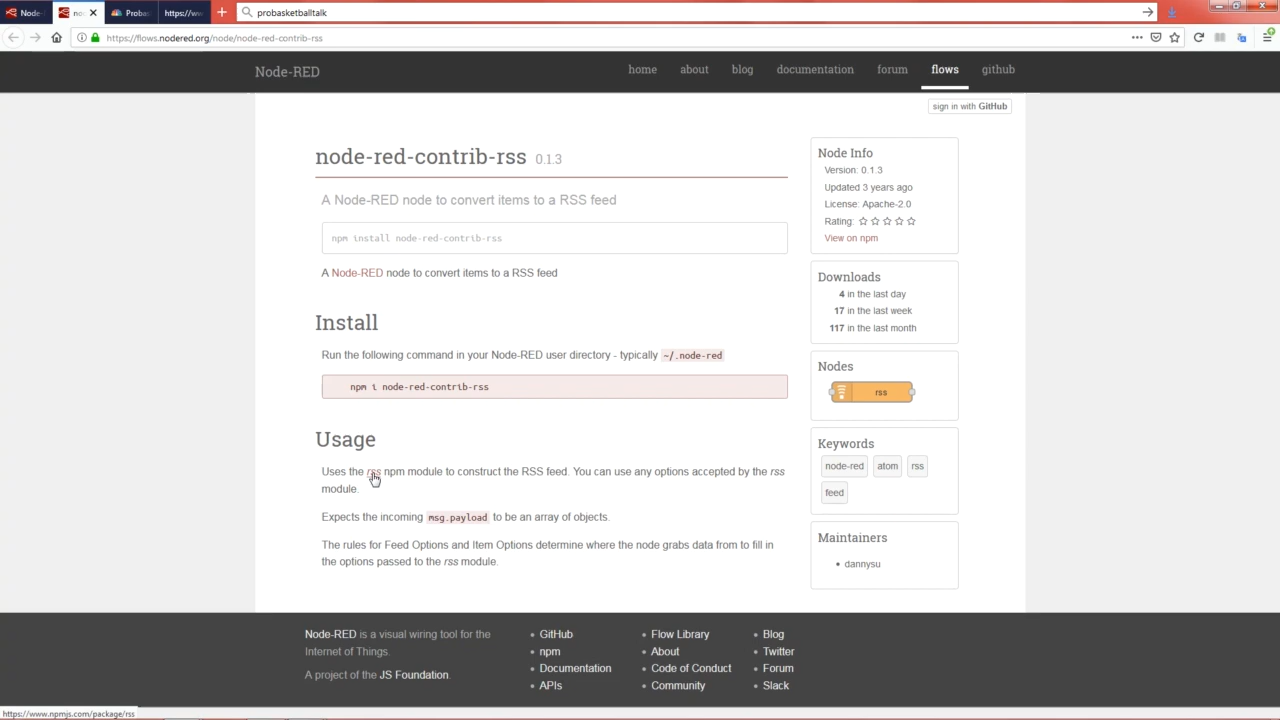 Node
nod
Prob
https://ww
probasketballtalk
https://flows.nodered.org/node/node-red-contrib-rss
Node-RED
home
about
blog
documentation
forum
flows
github
sign in with GitHub
node-red-contrib-rss 0.1.3
A Node-RED node to convert items to a RSS feed
npm install node-red-contrib-rss
A Node-RED node to convert items to a RSS feed
Install
Run the following command in your Node-RED user directory - typically ~/.node-red
npm i node-red-contrib-rss
Usage
Uses the rss npm module to construct the RSS feed. You can use any options accepted by the rss
module.
Expects the incoming msg.payload to be an array of objects.
The rules for Feed Options and Item Options determine where the node grabs data from to fill in
the options passed to the rss module.
Node Info
Version: 0.1.3
Updated 3 years ago
License: Apache-2.0
Rating:
View on npm
Downloads
4 in the last day
17 in the last week
117 in the last month
Nodes
rss
Keywords
node-red
atom
rss
feed
Maintainers
• dannysu
Node-RED is a visual wiring tool for the
Internet of Things.
A project of the JS Foundation.
• GitHub
• npm
• Documentation
• APIs
• Flow Library
• About
• Code of Conduct
• Community
• Blog
• Twitter
• Forum
• Slack
https://www.npmjs.com/package/rss